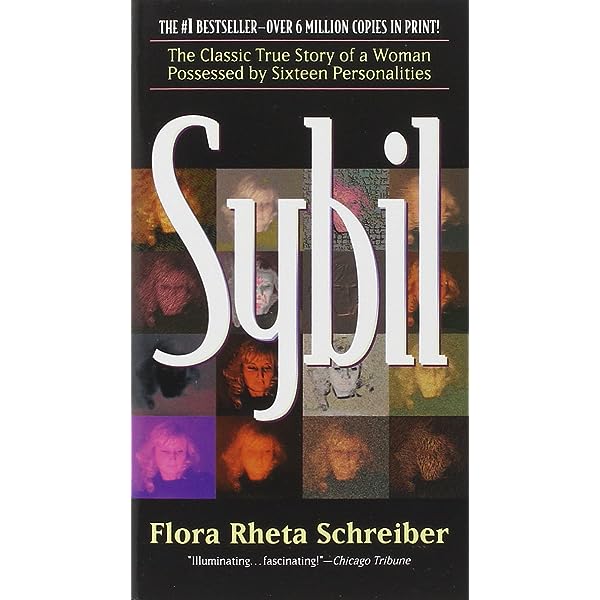 THE #1 BESTSELLER–OVER 6 MILLION COPIES IN PRINT!
The Classic True Story of a Woman
Possessed by Sixteen Personalities
Sybil
Flora Rheta Schreiber
"Illuminating...fascinating!"—Chicago Tribune